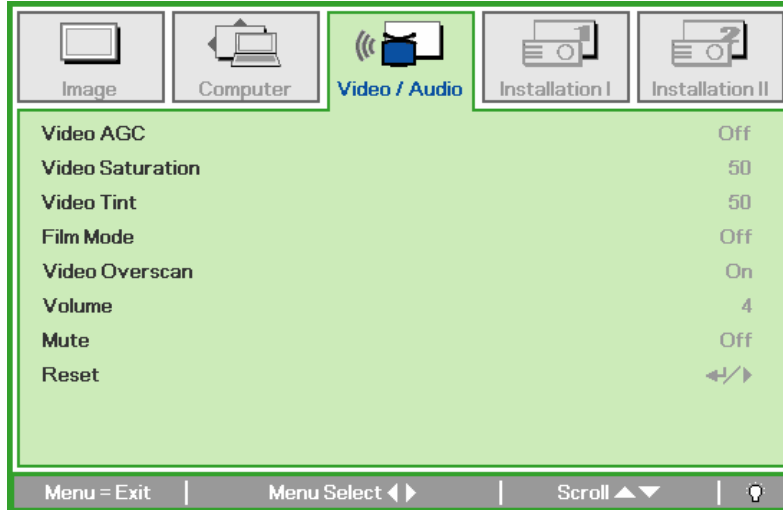 Image Computer Video / Audio Installation I Installation II
Video AGC Off
Video Saturation 50
Video Tint 50
Film Mode Off
Video Overscan On
Volume 4
Mute Off
Reset ↵/▶
Menu = Exit Menu Select ◀▶ Scroll ▲▼